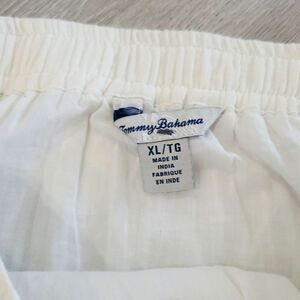 Tommy Bahama
XL/TG
MADE IN
INDIA
FABRIQUE
EN INDE